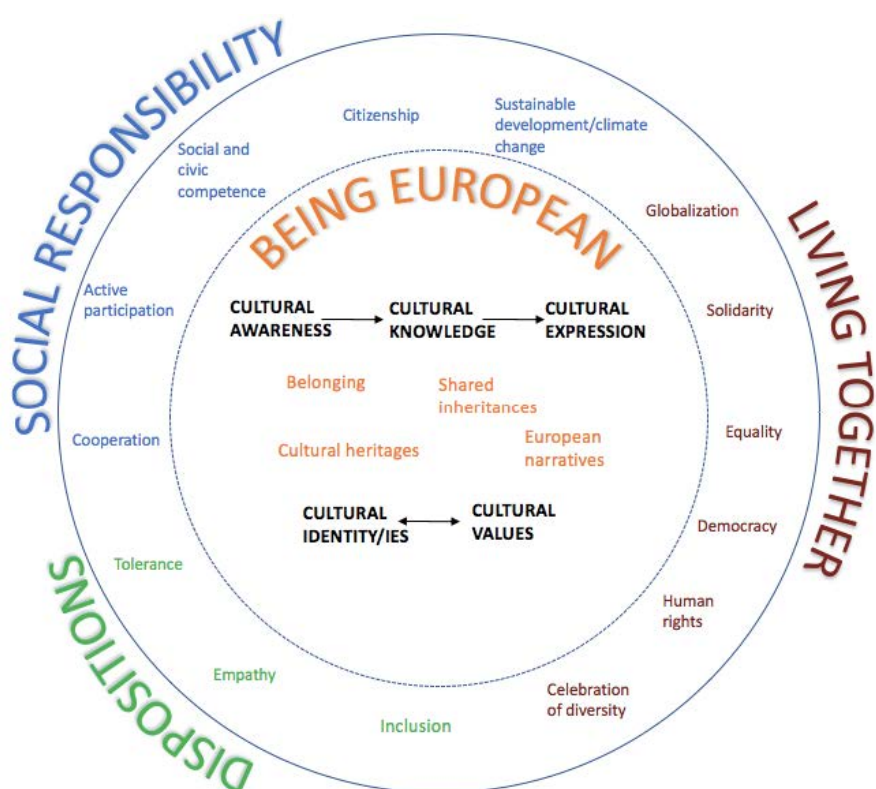 SOCIAL RESPONSIBILITY
Citizenship
Sustainable
development/climate
change
Social and
civic
competence
Active
participation
Cooperation
LIVING TOGETHER
Globalization
Solidarity
Equality
Democracy
Human
rights
Celebration
of diversity
DISPOSITIONS
Tolerance
Empathy
Inclusion
BEING EUROPEAN
CULTURAL
AWARENESS
CULTURAL
KNOWLEDGE
CULTURAL
EXPRESSION
Belonging
Shared
inheritances
Cultural heritages
European
narratives
CULTURAL
IDENTITY/IES
CULTURAL
VALUES